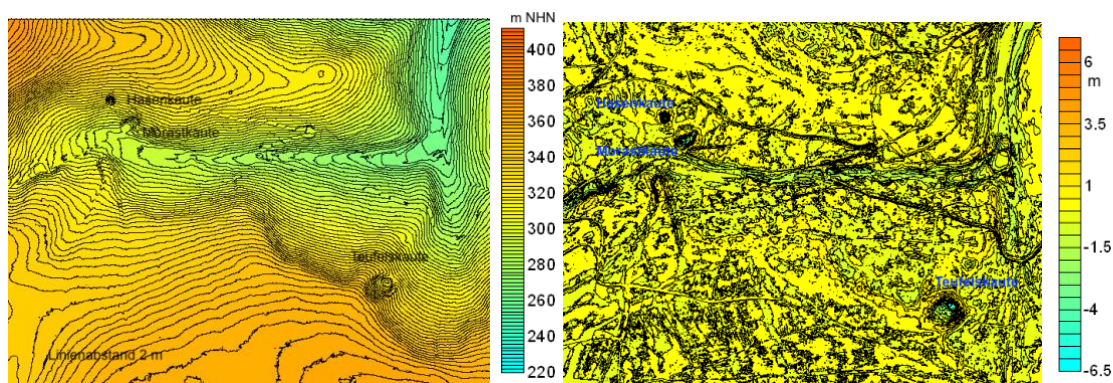 m NHN
400
380
360
340
320
300
280
260
240
220
Hasenkaute
Morastkaute
Teufelskaute
Linienabstand 2 m
6
m
3.5
1
-1.5
-4
-6.5
Hasenkaute
Morastkaute
Teufelskaute